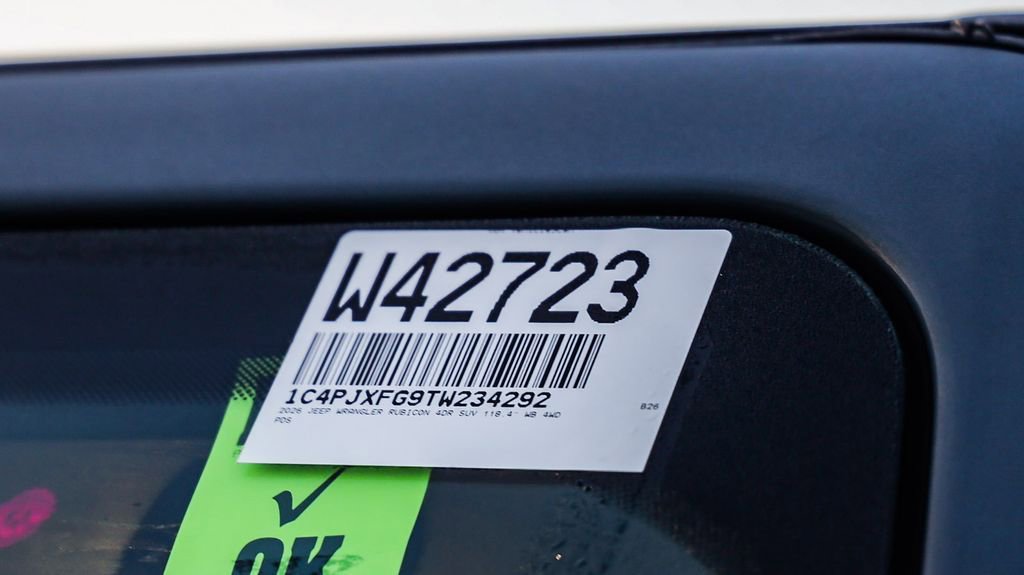 W42723
1C4PJXFG9TW234292
2026 JEEP WRANGLER RUBICON 4DR SUV 118.4" WB 4WD
B26
PDS
OK